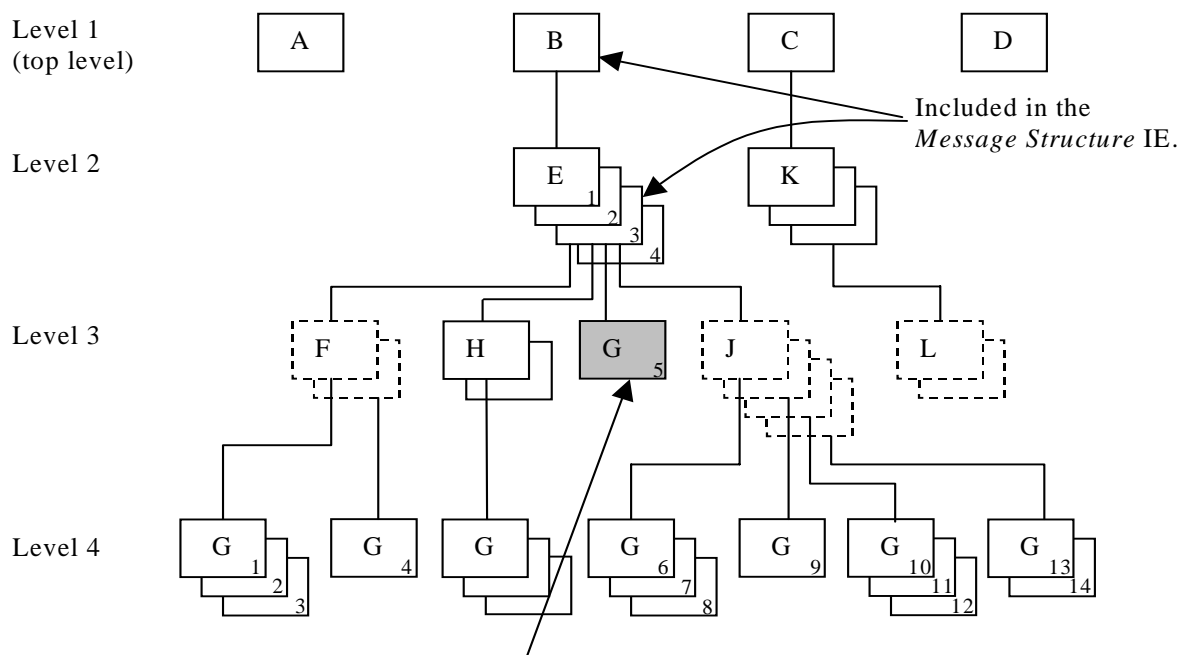 Level 1
(top level)
A
B
C
D
Included in the
Message Structure IE.
Level 2
E
1
2
3
4
K
Level 3
F
H
G
5
J
L
Level 4
G
1
2
3
G
4
G
G
6
7
8
G
9
G
10
11
12
G
13
14